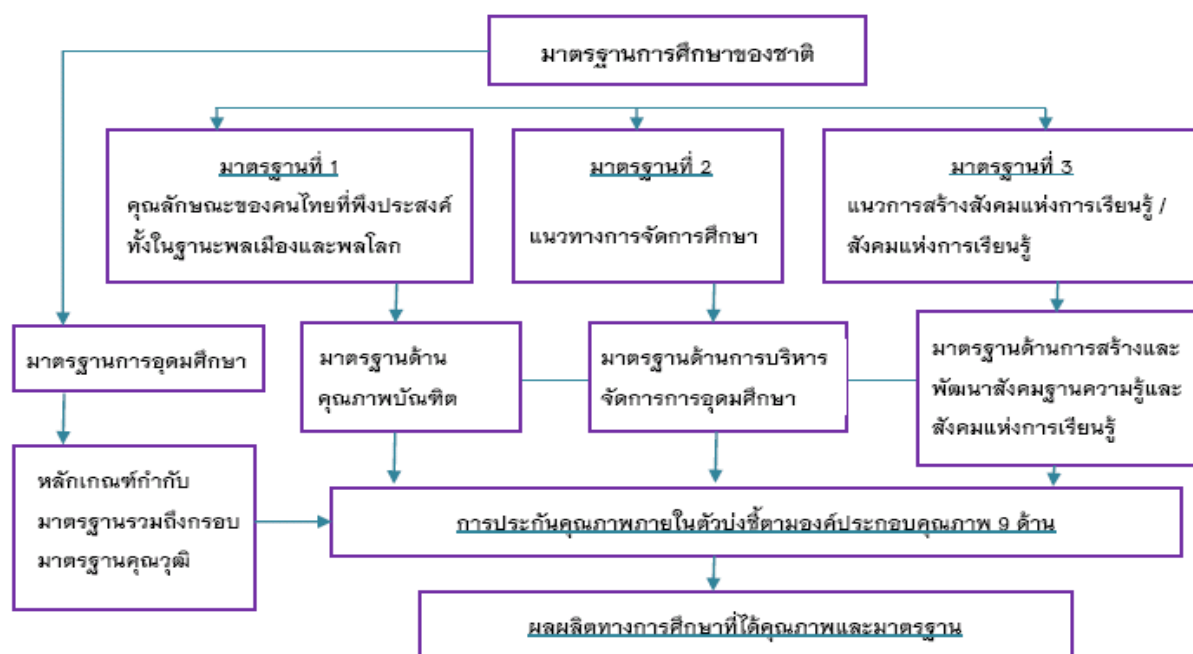 มาตรฐานการศึกษาของชาติ
มาตรฐานที่ 1
คุณลักษณะของคนไทยที่พึงประสงค์
ทั้งในฐานะพลเมืองและพลโลก
มาตรฐานที่ 2
แนวทางการจัดการศึกษา
มาตรฐานที่ 3
แนวการสร้างสังคมแห่งการเรียนรู้ /
สังคมแห่งการเรียนรู้
มาตรฐานการอุดมศึกษา
มาตรฐานด้าน
คุณภาพบัณฑิต
มาตรฐานด้านการบริหาร
จัดการการอุดมศึกษา
มาตรฐานด้านการสร้างและ
พัฒนาสังคมฐานความรู้และ
สังคมแห่งการเรียนรู้
หลักเกณฑ์กำกับ
มาตรฐานรวมถึงกรอบ
มาตรฐานคุณวุฒิ
การประกันคุณภาพภายในตัวบ่งชี้ตามองค์ประกอบคุณภาพ 9 ด้าน
ผลผลิตทางการศึกษาที่ได้คุณภาพและมาตรฐาน